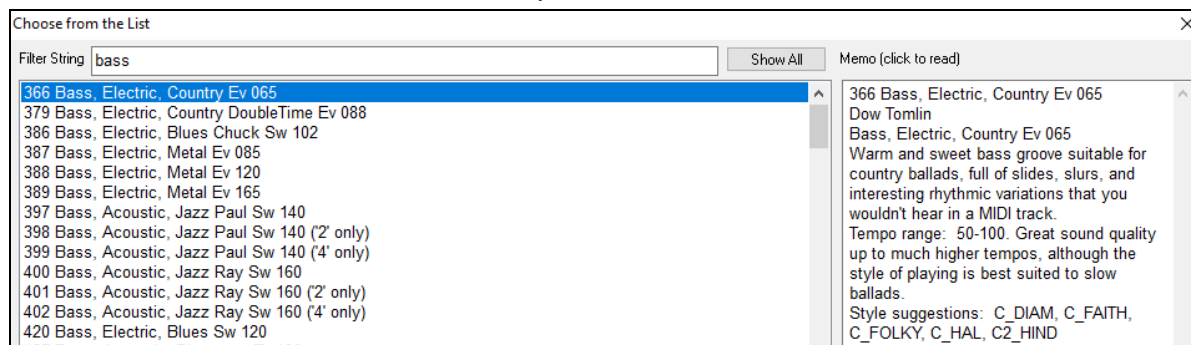 Choose from the List
Filter String bass Show All Memo (click to read)
366 Bass, Electric, Country Ev 065
379 Bass, Electric, Country DoubleTime Ev 088
386 Bass, Electric, Blues Chuck Sw 102
387 Bass, Electric, Metal Ev 085
388 Bass, Electric, Metal Ev 120
389 Bass, Electric, Metal Ev 165
397 Bass, Acoustic, Jazz Paul Sw 140
398 Bass, Acoustic, Jazz Paul Sw 140 ('2' only)
399 Bass, Acoustic, Jazz Paul Sw 140 ('4' only)
400 Bass, Acoustic, Jazz Ray Sw 160
401 Bass, Acoustic, Jazz Ray Sw 160 ('2' only)
402 Bass, Acoustic, Jazz Ray Sw 160 ('4' only)
420 Bass, Electric, Blues Sw 120
366 Bass, Electric, Country Ev 065
Dow Tomlin
Bass, Electric, Country Ev 065
Warm and sweet bass groove suitable for
country ballads, full of slides, slurs, and
interesting rhythmic variations that you
wouldn't hear in a MIDI track.
Tempo range: 50-100. Great sound quality
up to much higher tempos, although the
style of playing is best suited to slow
ballads.
Style suggestions: C_DIAM, C_FAITH,
C_FOLKY, C_HAL, C2_HIND